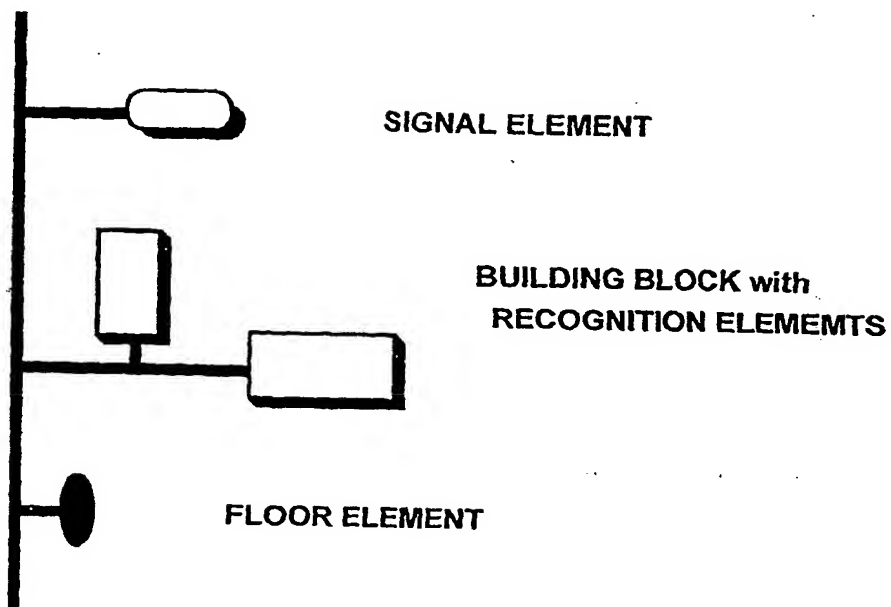 SIGNAL ELEMENT
BUILDING BLOCK with
RECOGNITION ELEMEMTS
FLOOR ELEMENT